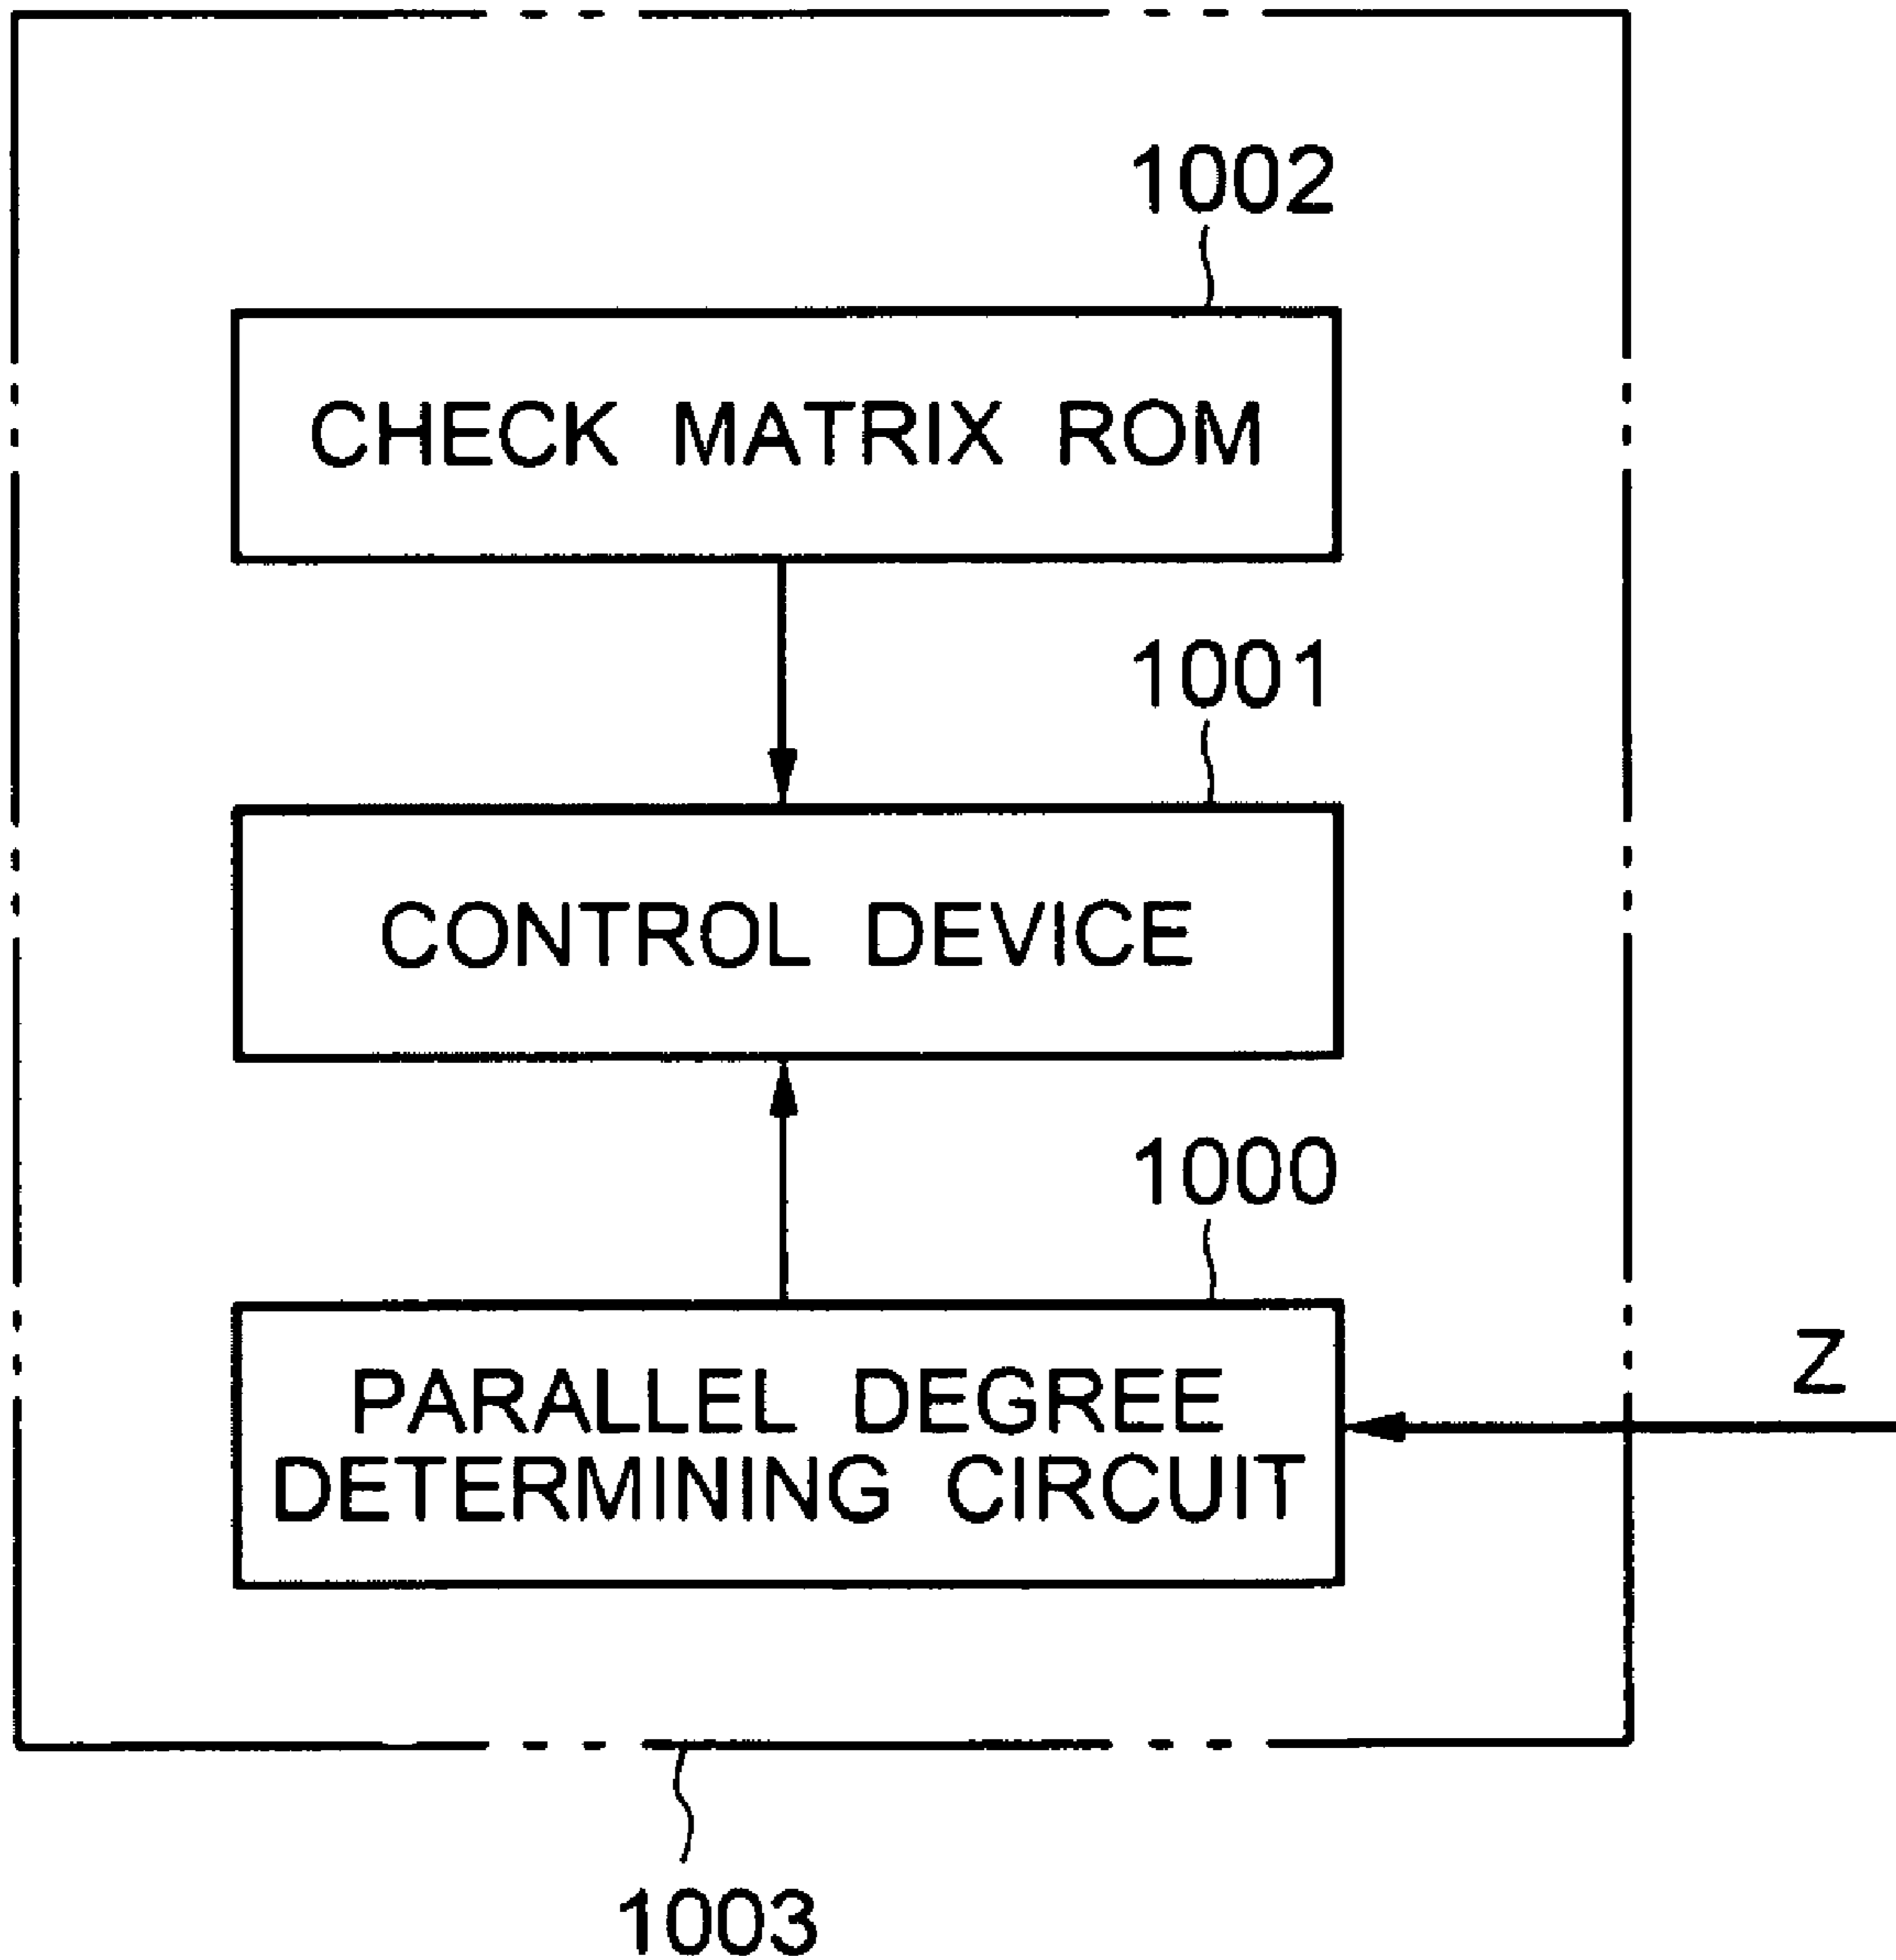 1002
CHECK MATRIX ROM
1001
CONTROL DEVICE
1000
PARALLEL DEGREE
DETERMINING CIRCUIT
Z
1003